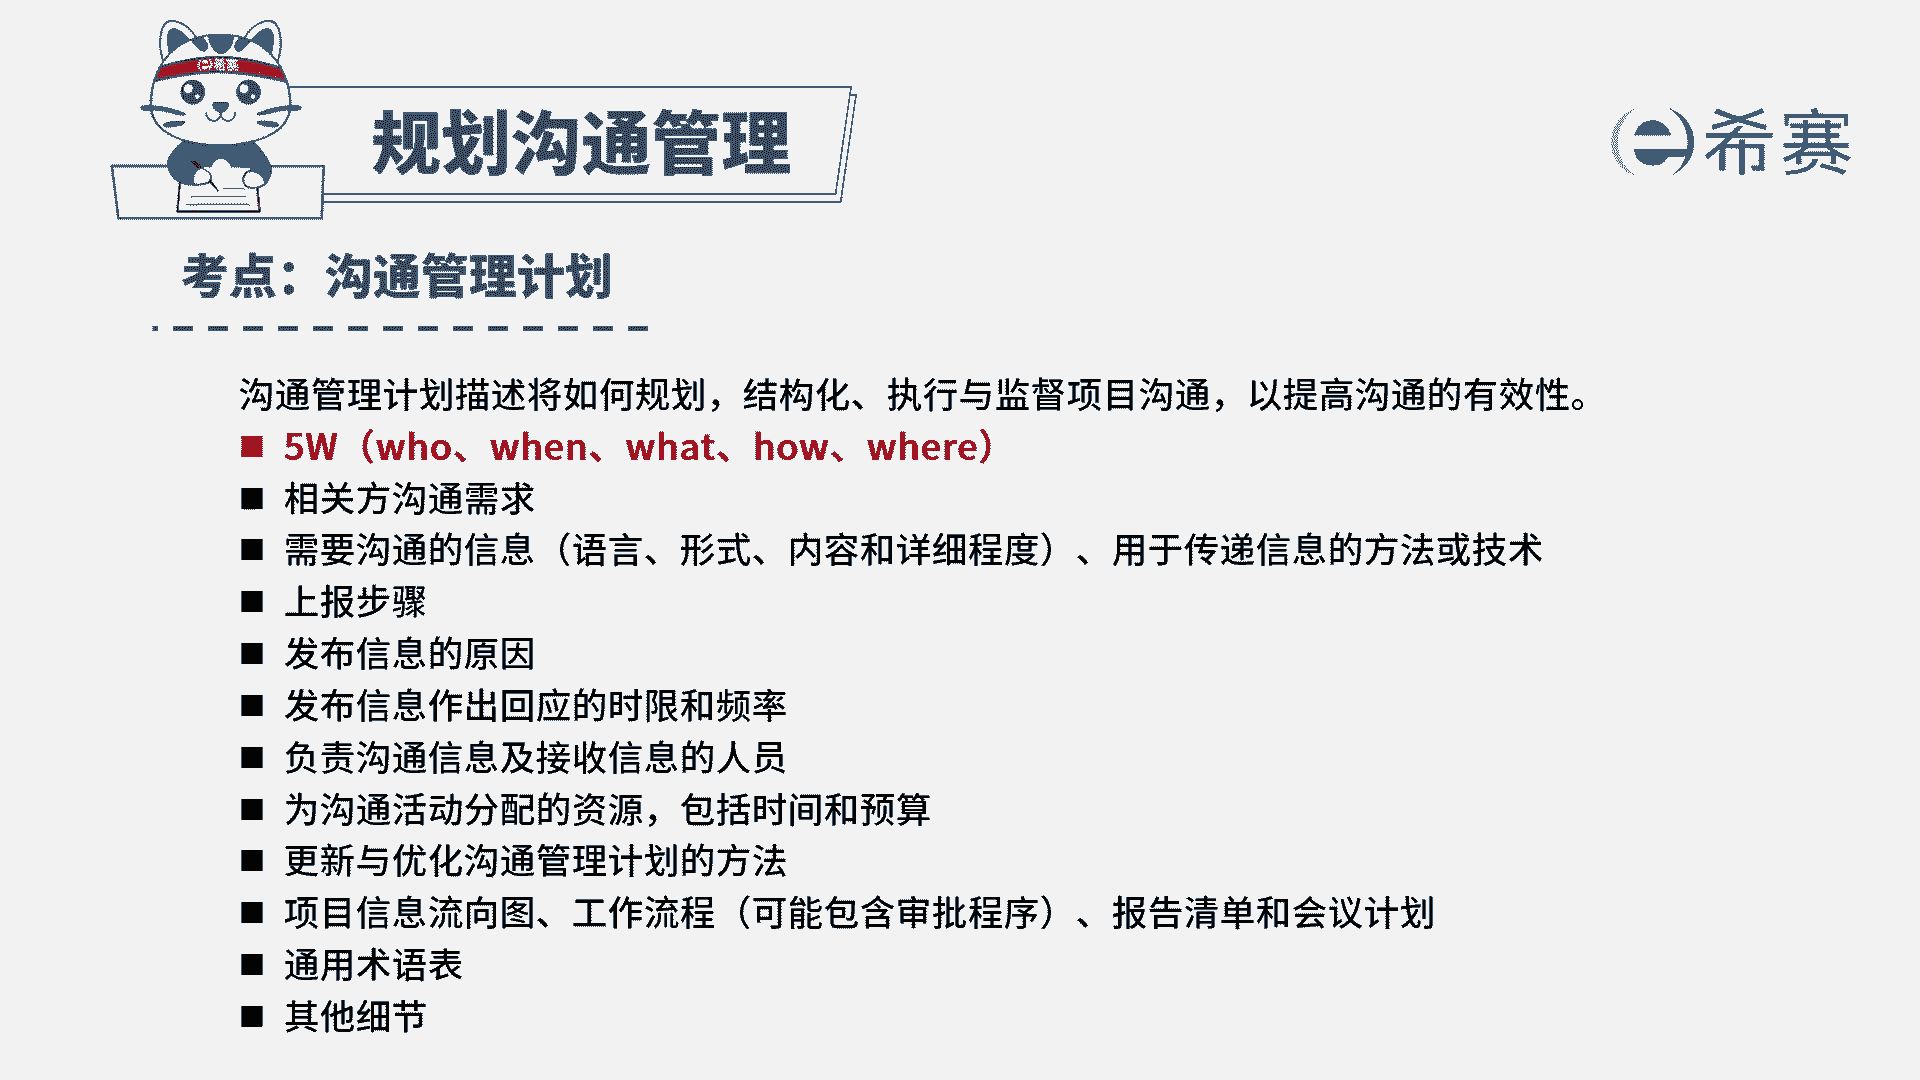 希赛
规划沟通管理
希赛
考点：沟通管理计划
沟通管理计划描述将如何规划，结构化、执行与监督项目沟通，以提高沟通的有效性。
■ 5W（who、when、what、how、where）
■ 相关方沟通需求
■ 需要沟通的信息（语言、形式、内容和详细程度）、用于传递信息的方法或技术
■ 上报步骤
■ 发布信息的原因
■ 发布信息作出回应的时限和频率
■ 负责沟通信息及接收信息的人员
■ 为沟通活动分配的资源，包括时间和预算
■ 更新与优化沟通管理计划的方法
■ 项目信息流向图、工作流程（可能包含审批程序）、报告清单和会议计划
■ 通用术语表
■ 其他细节